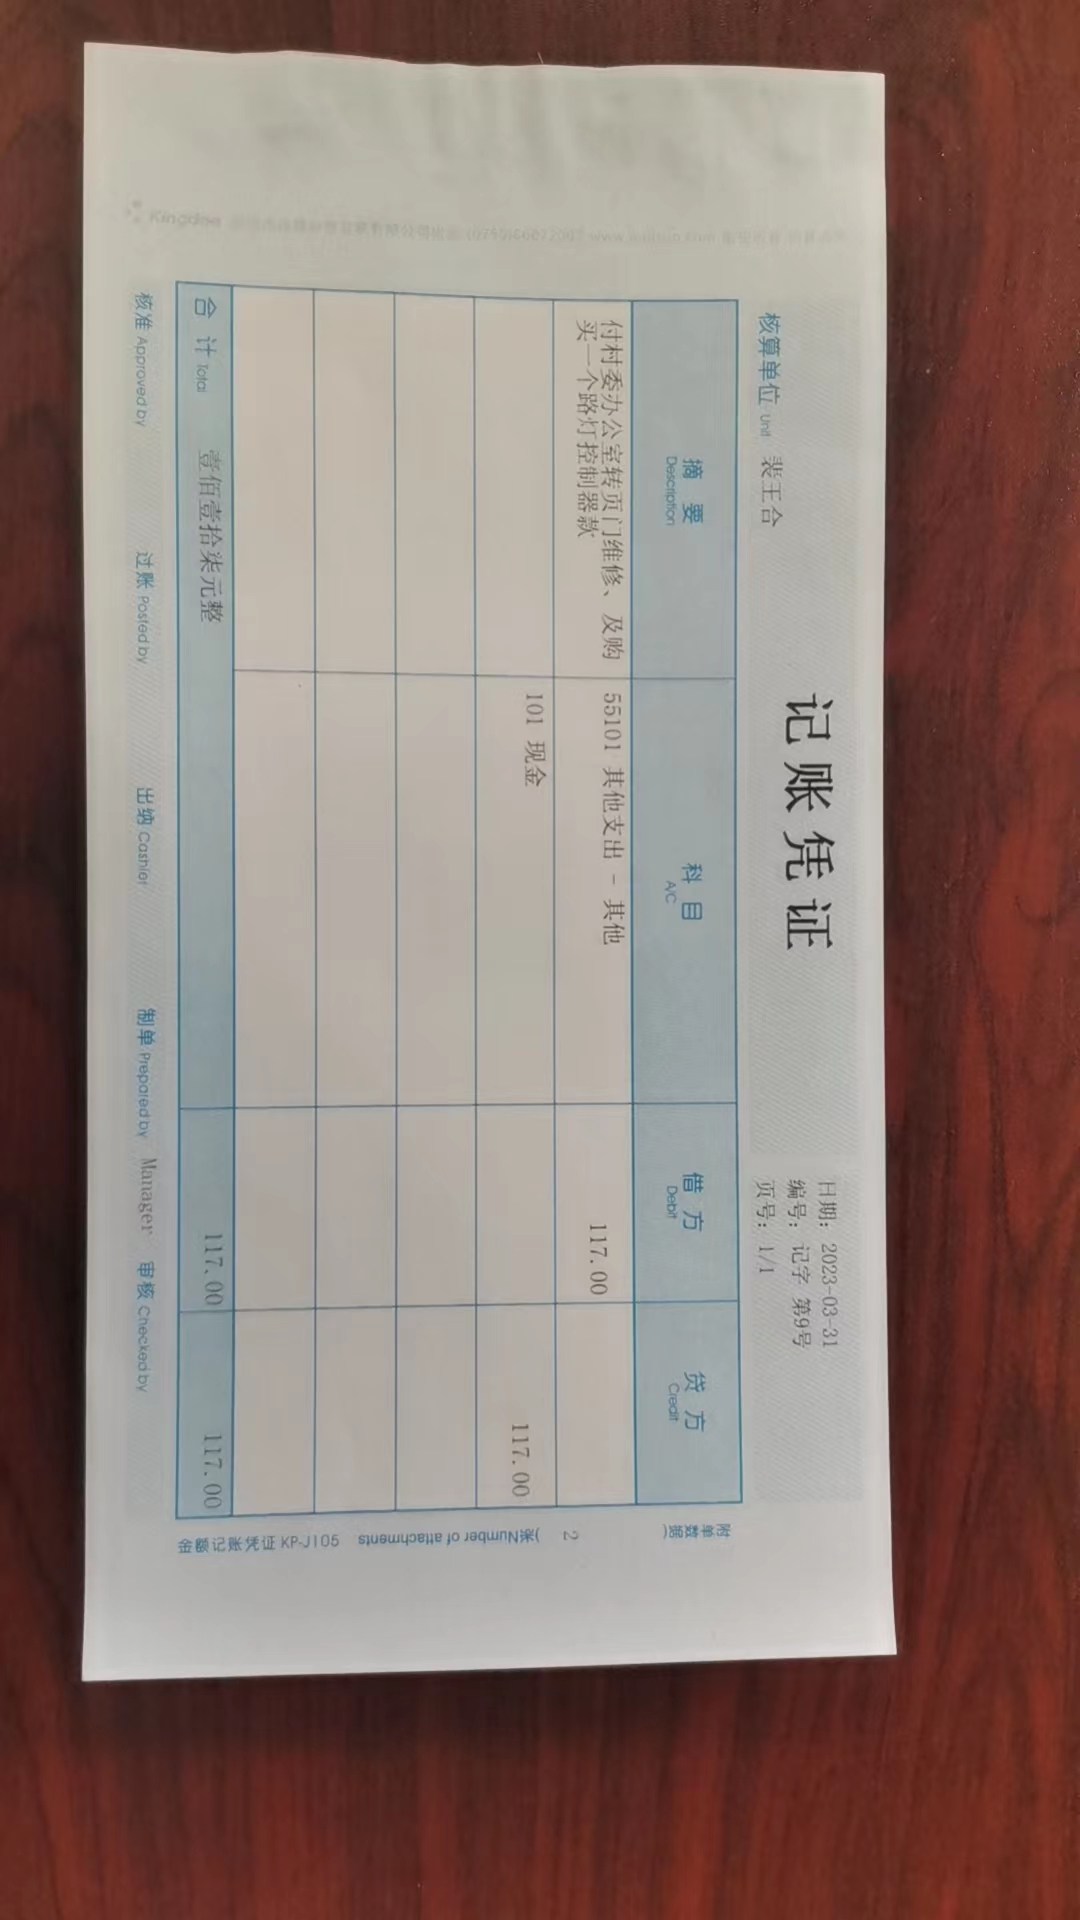 记账凭证
日期: 2023-03-31
编号: 记字 第9号
页号: 1/1
核算单位 Unit 裴王合
摘要 科目 借方 贷方
Description A/C Debit Credit
付村委办公室转页门维修、及购 55101 其他支出 - 其他 117.00
买一个路灯控制器款
101 现金 117.00
合计 Total 壹佰壹拾柒元整 117.00 117.00
附单数据(
2
)张 Number of attachments
金额记账凭证 KP-J105
核准 Approved by 过账 Posted by 出纳 Cashier 制单 Prepared by Manager 审核 Checked by
Kingdee